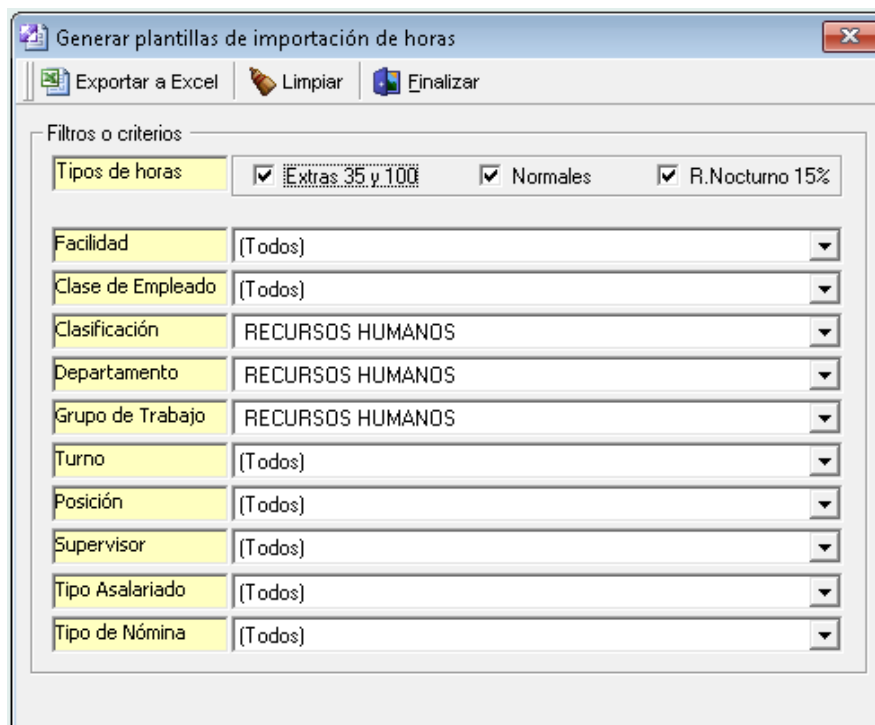 Generar plantillas de importación de horas
Exportar a Excel Limpiar Finalizar
Filtros o criterios
Tipos de horas Extras 35 y 100 Normales R.Nocturno 15%
Facilidad (Todos)
Clase de Empleado (Todos)
Clasificación RECURSOS HUMANOS
Departamento RECURSOS HUMANOS
Grupo de Trabajo RECURSOS HUMANOS
Turno (Todos)
Posición (Todos)
Supervisor (Todos)
Tipo Asalariado (Todos)
Tipo de Nómina (Todos)